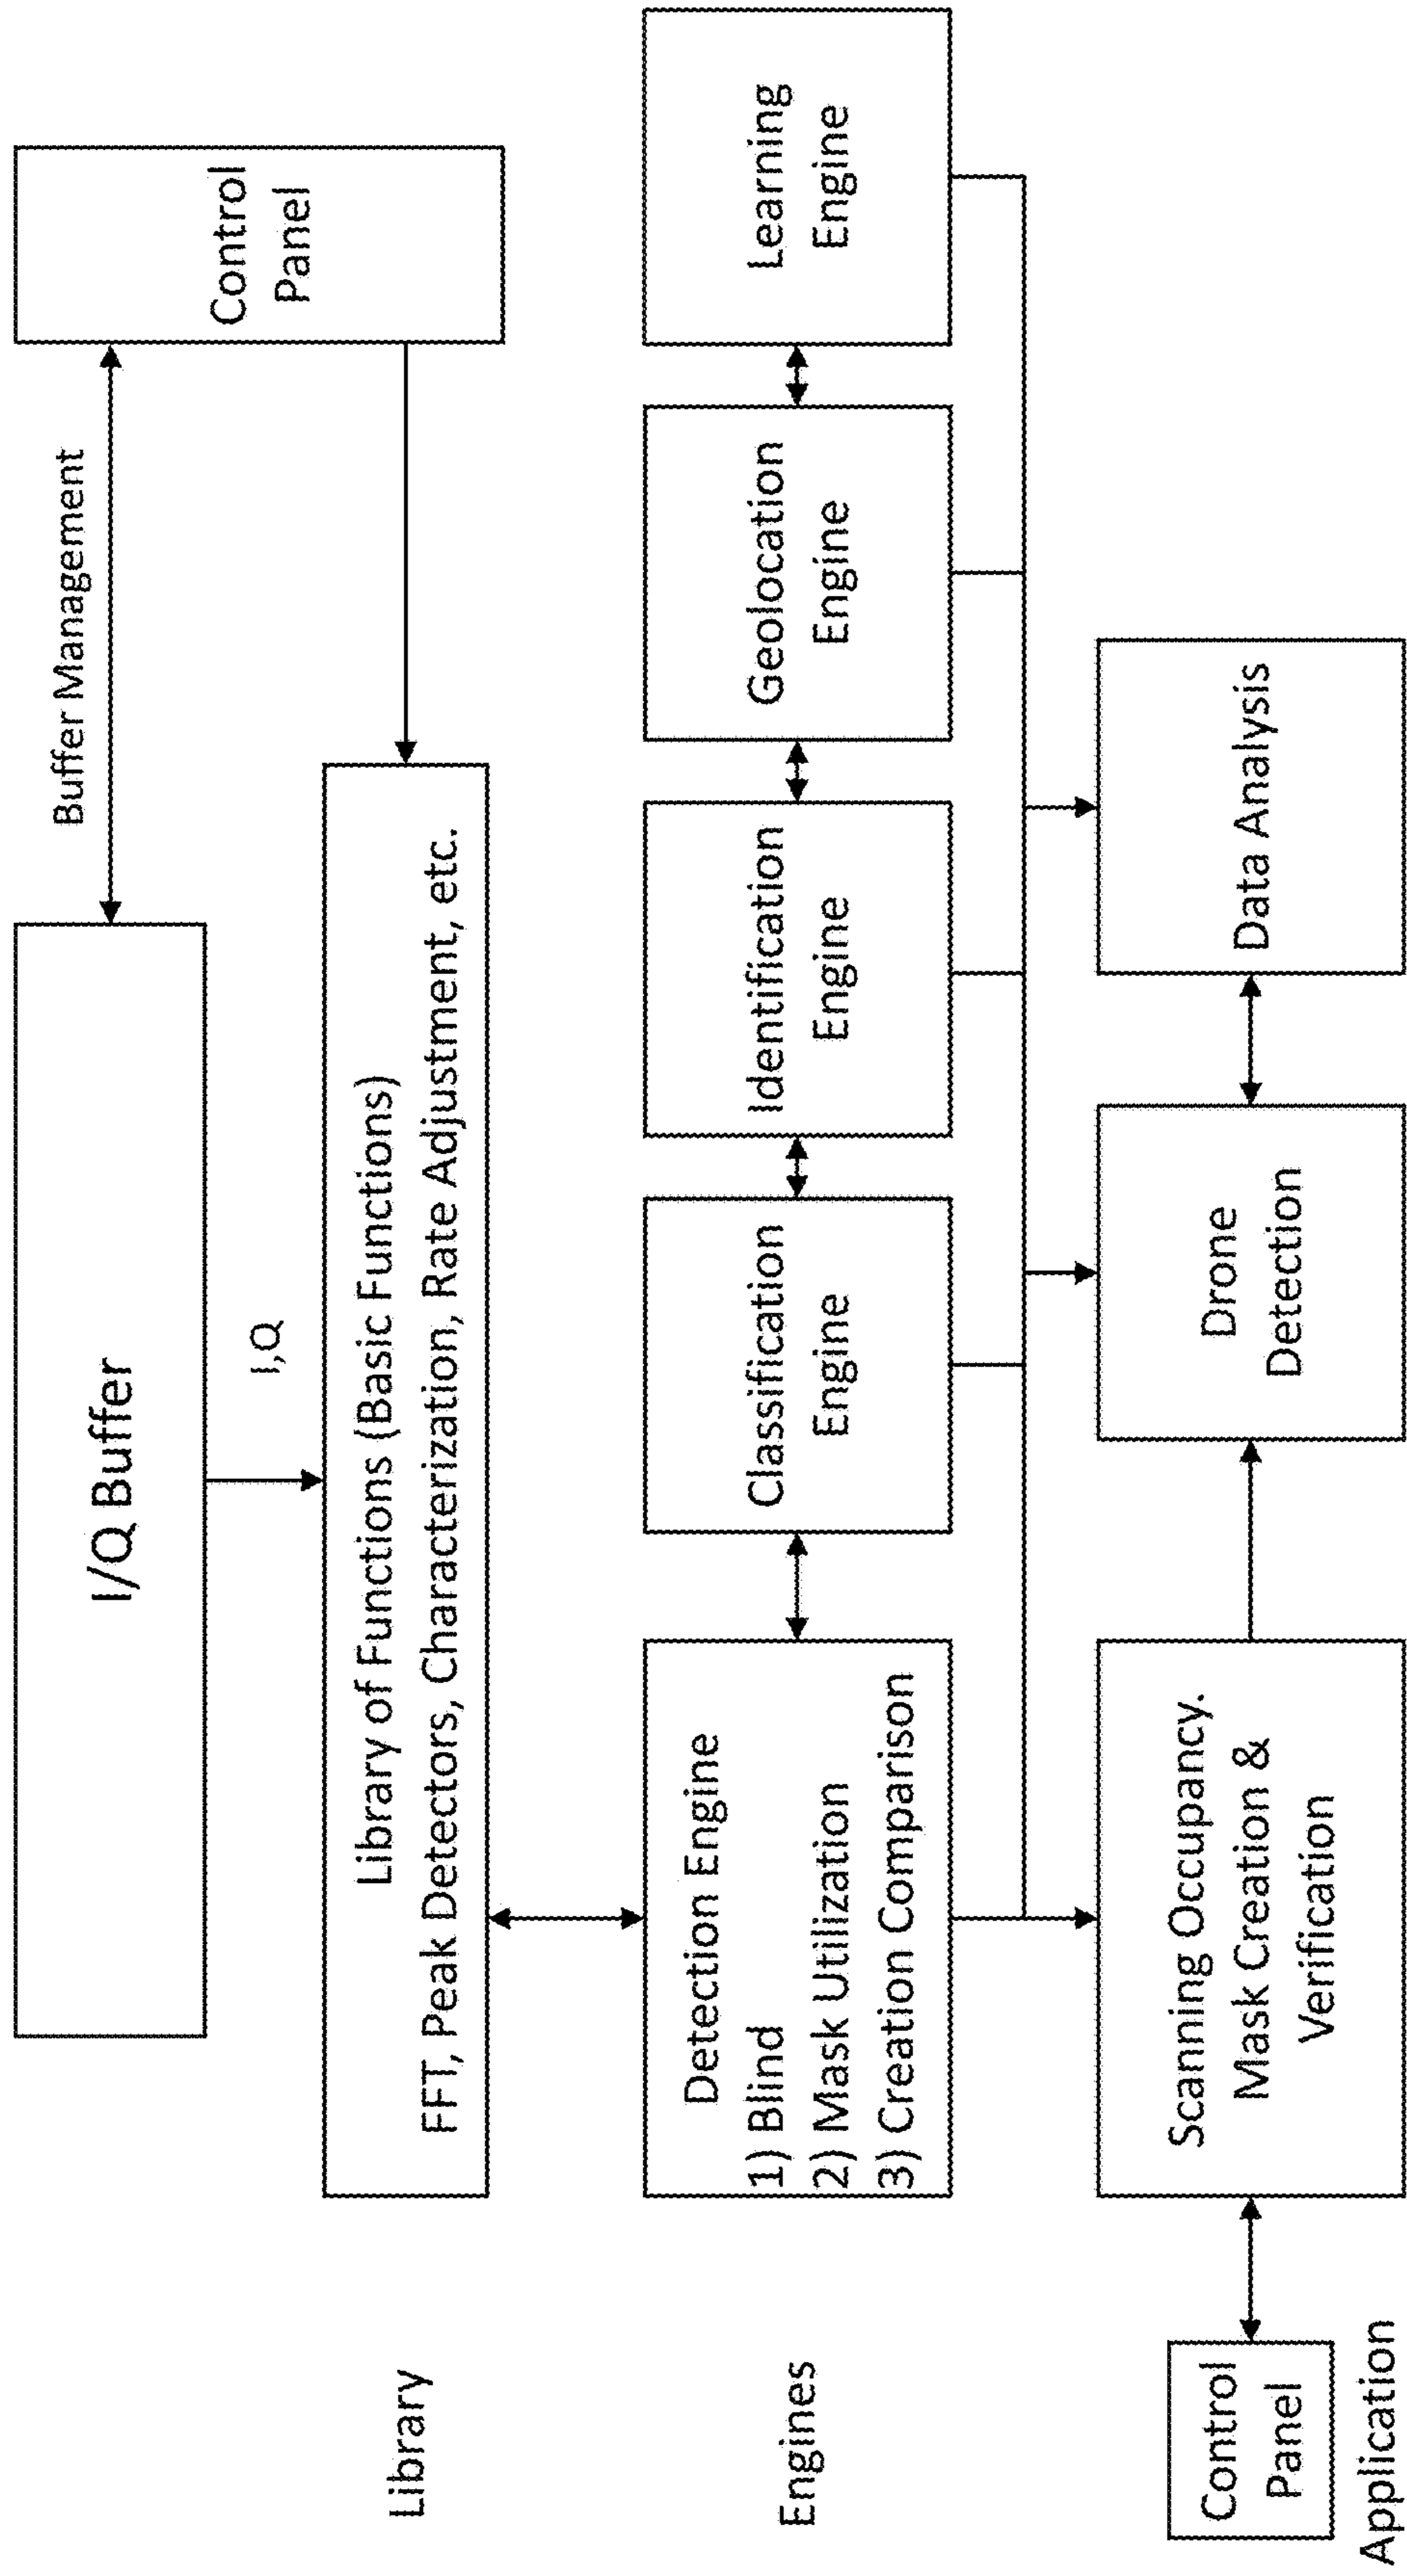 I/Q Buffer
Buffer Management
Control
Panel
I,Q
Library
Library of Functions (Basic Functions)
FFT, Peak Detectors, Characterization, Rate Adjustment, etc.
Engines
Detection Engine
1) Blind
2) Mask Utilization
3) Creation Comparison
Classification
Engine
Identification
Engine
Geolocation
Engine
Learning
Engine
Control
Panel
Application
Scanning Occupancy.
Mask Creation &
Verification
Drone
Detection
Data Analysis